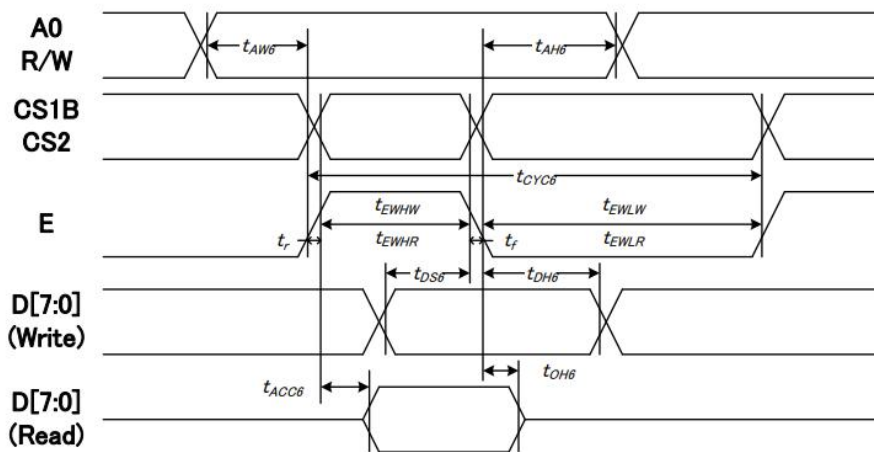 A0
R/W
tAW6
tAH6
CS1B
CS2
tCYC6
E
tEWHW
tEWLW
tr
tEWHR
tf
tEWLR
tDS6
tDH6
D[7:0]
(Write)
tACC6
tOH6
D[7:0]
(Read)